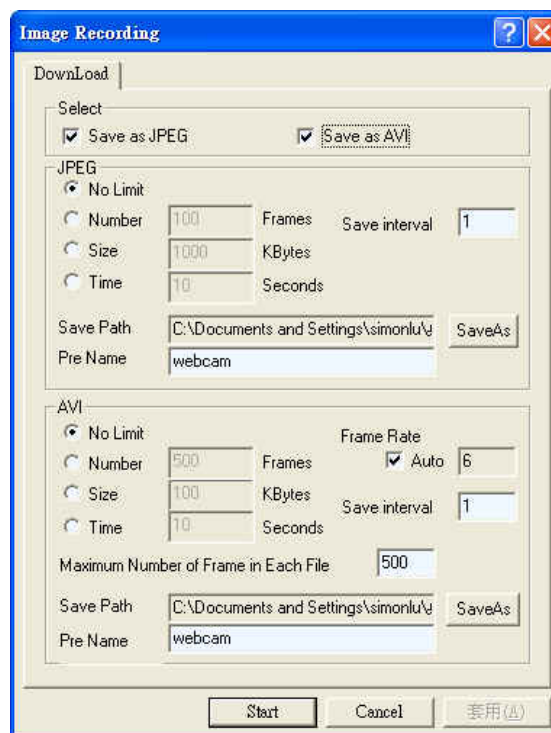 Image Recording
DownLoad
Select
Save as JPEG Save as AVI
JPEG
No Limit
Number 100 Frames Save interval 1
Size 1000 KBytes
Time 10 Seconds
Save Path C:\Documents and Settings\simonlu\ SaveAs
Pre Name webcam
AVI
No Limit Frame Rate
Number 500 Frames Auto 6
Size 100 KBytes Save interval 1
Time 10 Seconds
Maximum Number of Frame in Each File 500
Save Path C:\Documents and Settings\simonlu\ SaveAs
Pre Name webcam
Start Cancel 套用(A)